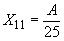 X₁₁ = A/25